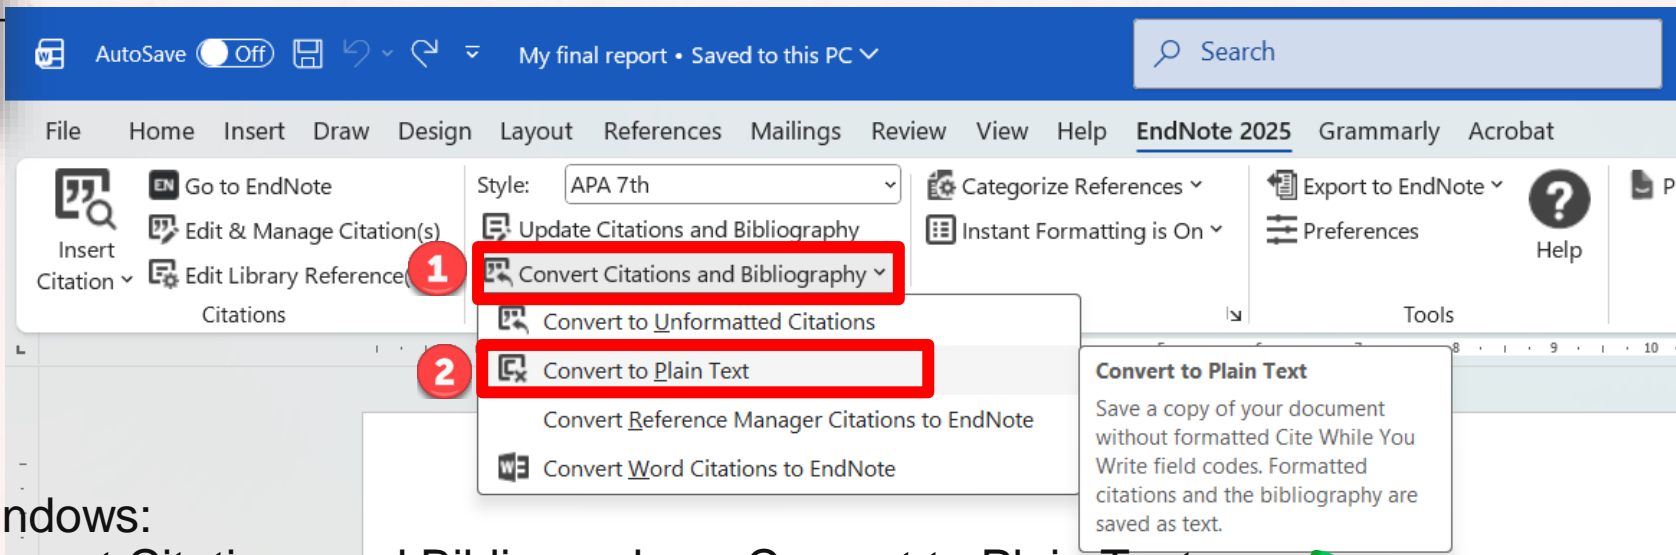 AutoSave Off My final report • Saved to this PC Search
File Home Insert Draw Design Layout References Mailings Review View Help EndNote 2025 Grammarly Acrobat
Insert Citation
EN Go to EndNote
Edit & Manage Citation(s)
Edit Library Reference(
Citations
Style: APA 7th
Update Citations and Bibliography
1 Convert Citations and Bibliography
Convert to Unformatted Citations
2 Convert to Plain Text
Convert Reference Manager Citations to EndNote
Convert Word Citations to EndNote
Categorize References
Instant Formatting is On
Export to EndNote
Preferences
Help
Tools
P
8 9 10
Convert to Plain Text
Save a copy of your document
without formatted Cite While You
Write field codes. Formatted
citations and the bibliography are
saved as text.
ndows: